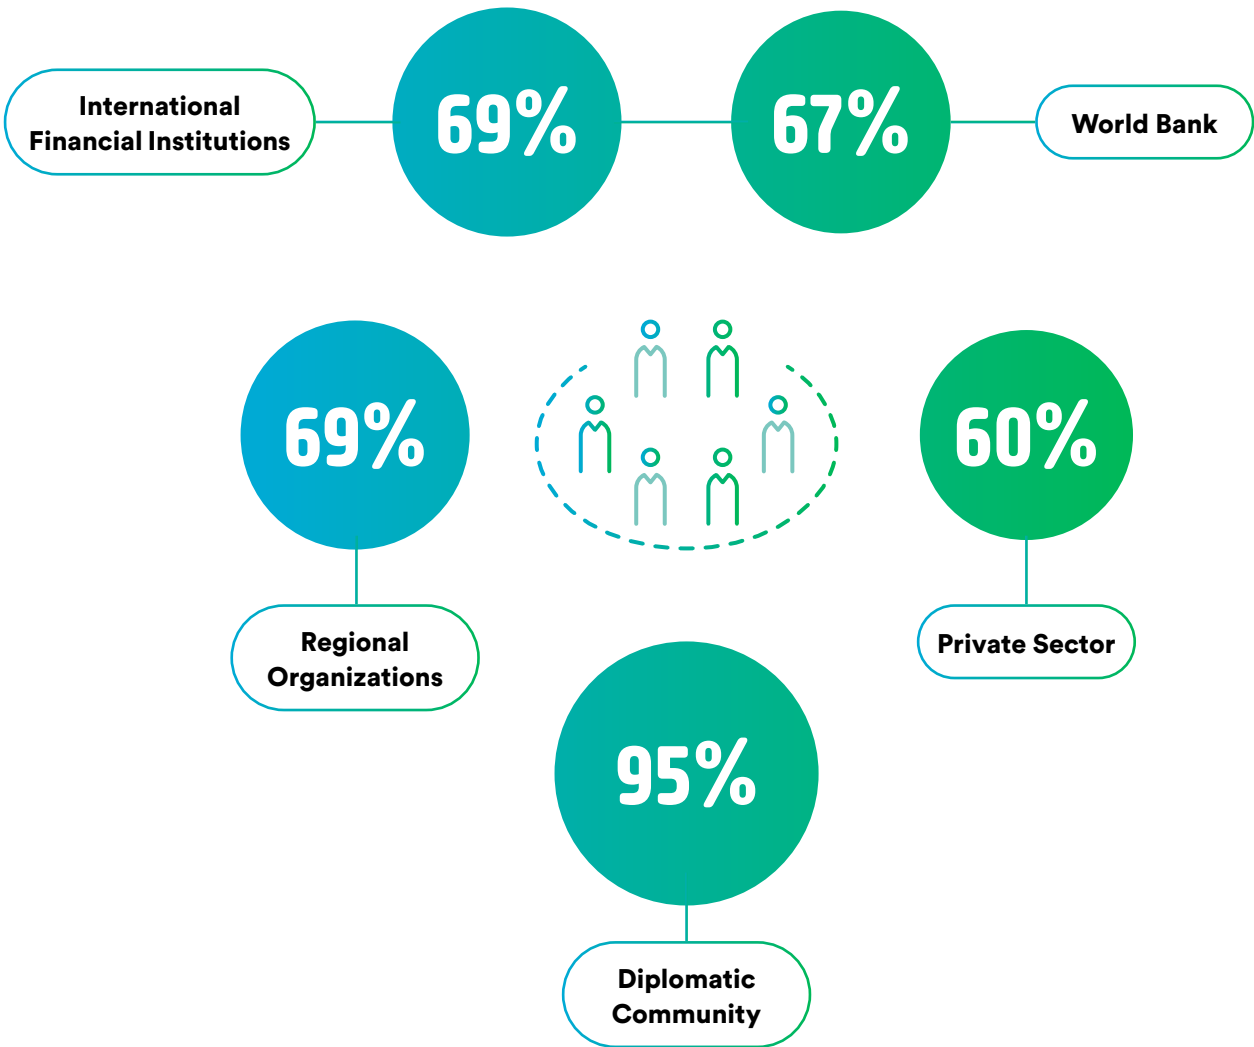 International
Financial Institutions
69%
67%
World Bank
69%
Regional
Organizations
60%
Private Sector
95%
Diplomatic
Community